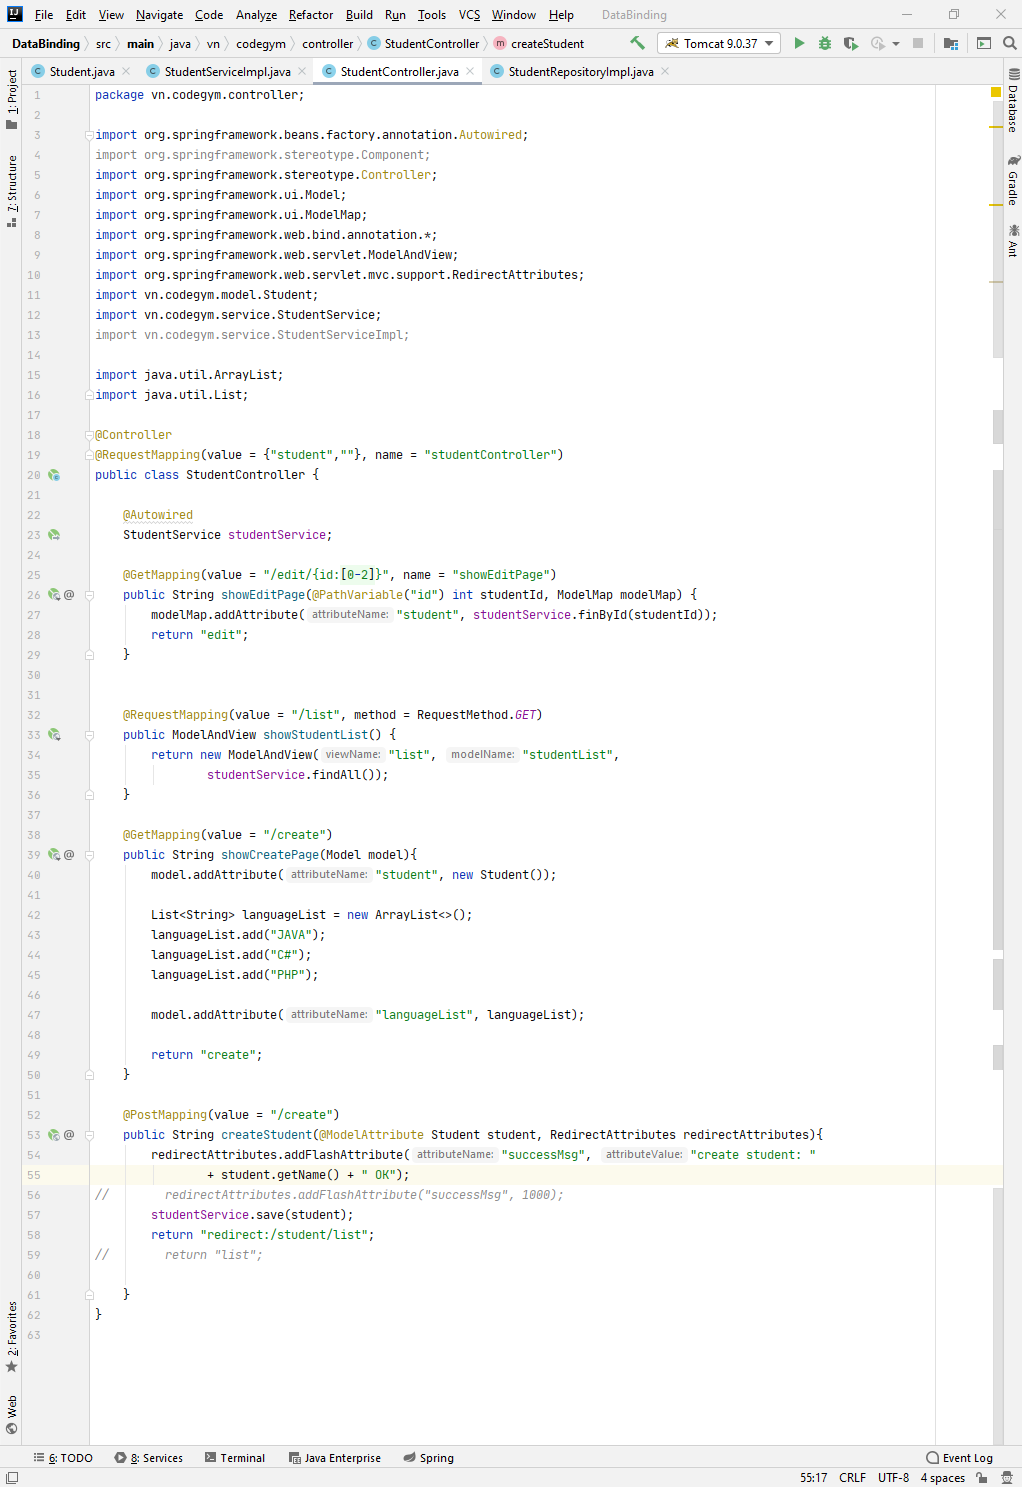 File Edit View Navigate Code Analyze Refactor Build Run Tools VCS Window Help DataBinding
DataBinding src main java vn codegym controller StudentController createStudent Tomcat 9.0.37
Student.java StudentServiceImpl.java StudentController.java StudentRepositoryImpl.java
1: Project
7: Structure
2: Favorites
Web
Database
Gradle
Ant
1 package vn.codegym.controller;
2
3 import org.springframework.beans.factory.annotation.Autowired;
4 import org.springframework.stereotype.Component;
5 import org.springframework.stereotype.Controller;
6 import org.springframework.ui.Model;
7 import org.springframework.ui.ModelMap;
8 import org.springframework.web.bind.annotation.*;
9 import org.springframework.web.servlet.ModelAndView;
10 import org.springframework.web.servlet.mvc.support.RedirectAttributes;
11 import vn.codegym.model.Student;
12 import vn.codegym.service.StudentService;
13 import vn.codegym.service.StudentServiceImpl;
14
15 import java.util.ArrayList;
16 import java.util.List;
17
18 @Controller
19 @RequestMapping(value = {"student",""}, name = "studentController")
20 public class StudentController {
21
22 @Autowired
23 StudentService studentService;
24
25 @GetMapping(value = "/edit/{id:[0-2]}", name = "showEditPage")
26 @ public String showEditPage(@PathVariable("id") int studentId, ModelMap modelMap) {
27 modelMap.addAttribute( attributeName: "student", studentService.finById(studentId));
28 return "edit";
29 }
30
31
32 @RequestMapping(value = "/list", method = RequestMethod.GET)
33 public ModelAndView showStudentList() {
34 return new ModelAndView( viewName: "list", modelName: "studentList",
35 studentService.findAll());
36 }
37
38 @GetMapping(value = "/create")
39 @ public String showCreatePage(Model model){
40 model.addAttribute( attributeName: "student", new Student());
41
42 List<String> languageList = new ArrayList<>();
43 languageList.add("JAVA");
44 languageList.add("C#");
45 languageList.add("PHP");
46
47 model.addAttribute( attributeName: "languageList", languageList);
48
49 return "create";
50 }
51
52 @PostMapping(value = "/create")
53 @ public String createStudent(@ModelAttribute Student student, RedirectAttributes redirectAttributes){
54 redirectAttributes.addFlashAttribute( attributeName: "successMsg", attributeValue: "create student: "
55 + student.getName() + " OK");
56 // redirectAttributes.addFlashAttribute("successMsg", 1000);
57 studentService.save(student);
58 return "redirect:/student/list";
59 // return "list";
60
61 }
62 }
63
6: TODO 8: Services Terminal Java Enterprise Spring Event Log
55:17 CRLF UTF-8 4 spaces